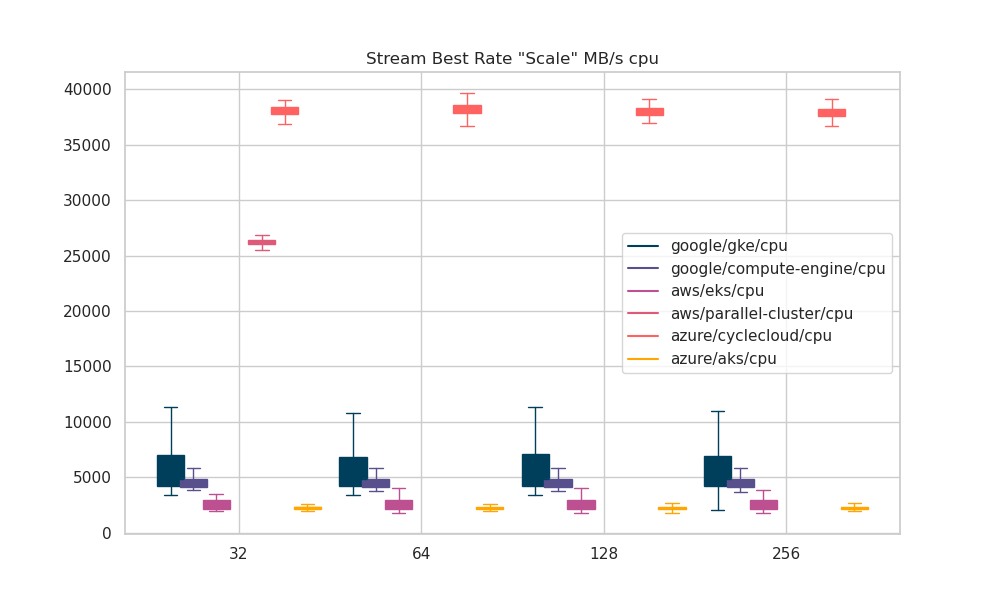 Stream Best Rate "Scale" MB/s cpu
40000
35000
30000
25000
20000
15000
10000
5000
0
32
64
128
256
google/gke/cpu
google/compute-engine/cpu
aws/eks/cpu
aws/parallel-cluster/cpu
azure/cyclecloud/cpu
azure/aks/cpu